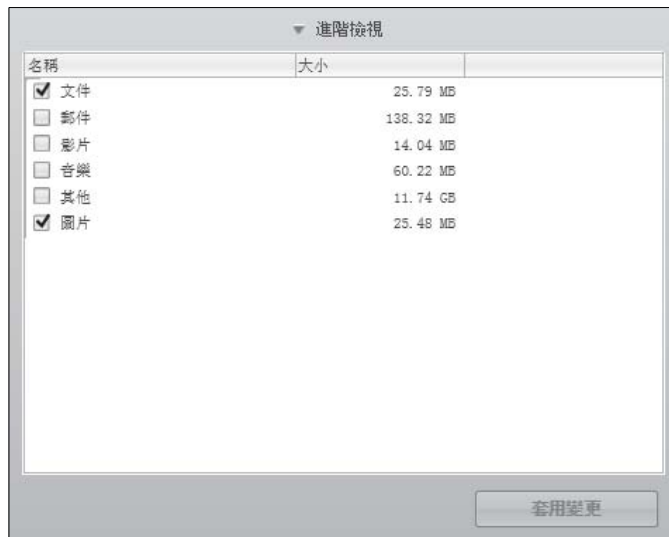 進階檢視
名稱 大小
文件 25.79 MB
郵件 138.32 MB
影片 14.04 MB
音樂 60.22 MB
其他 11.74 GB
圖片 25.48 MB
套用變更